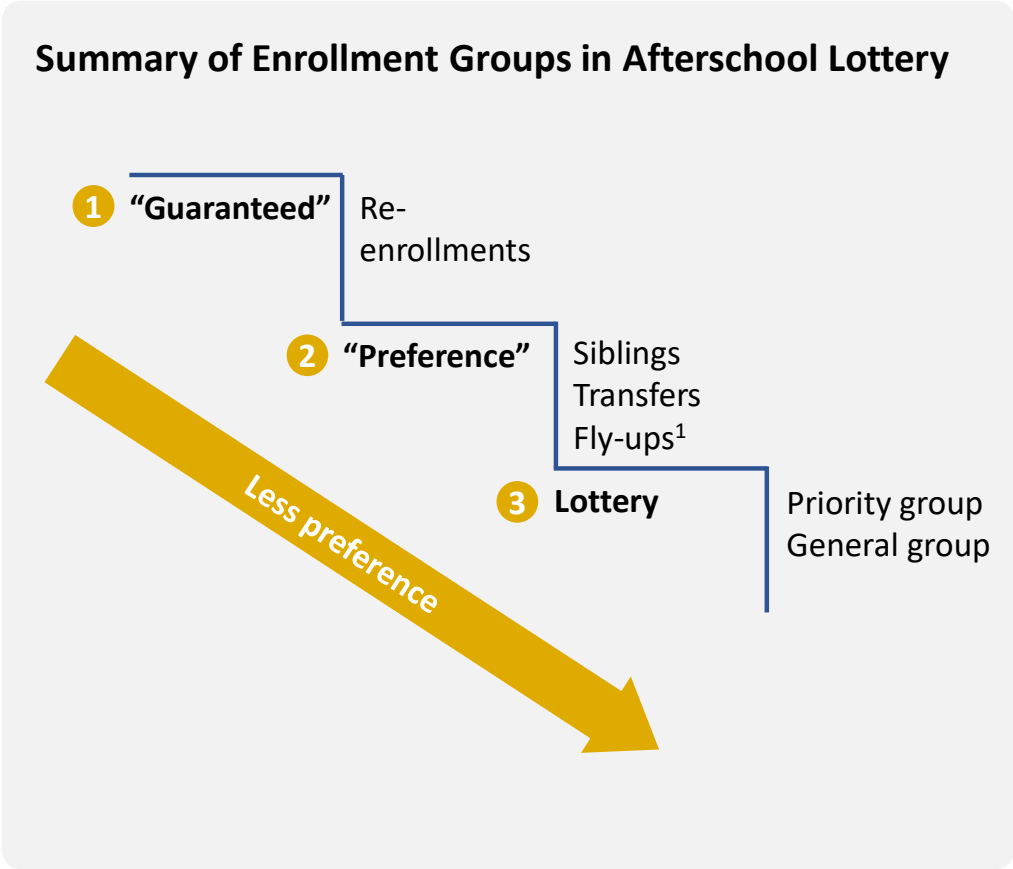 Summary of Enrollment Groups in Afterschool Lottery
1 “Guaranteed”
Re-
enrollments
2 “Preference”
Siblings
Transfers
Fly-ups¹
3 Lottery
Priority group
General group
Less preference